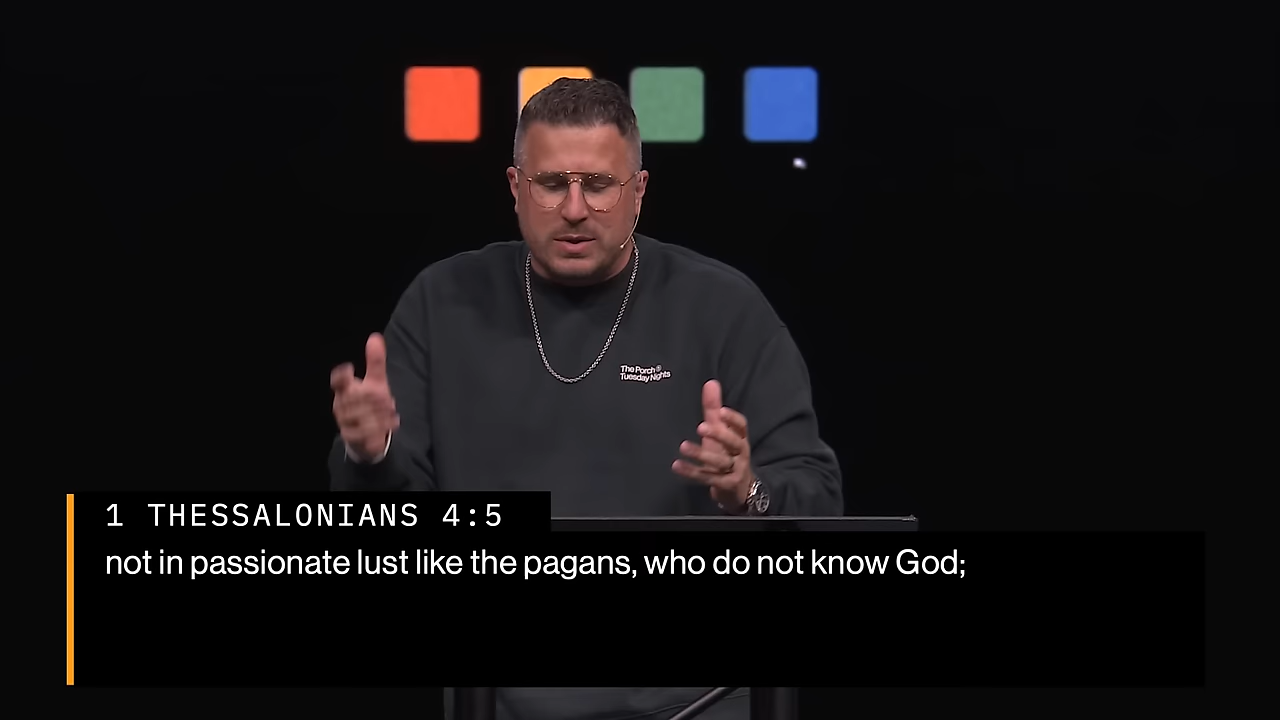 The Porch®
Tuesday Nights
1 THESSALONIANS 4:5
not in passionate lust like the pagans, who do not know God;